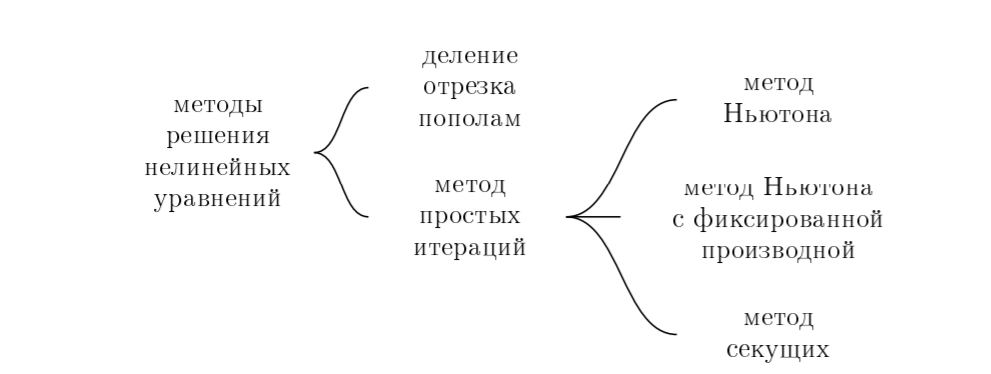 методы
решения
нелинейных
уравнений
деление
отрезка
пополам
метод
простых
итераций
метод
Ньютона
метод Ньютона
с фиксированной
производной
метод
секущих